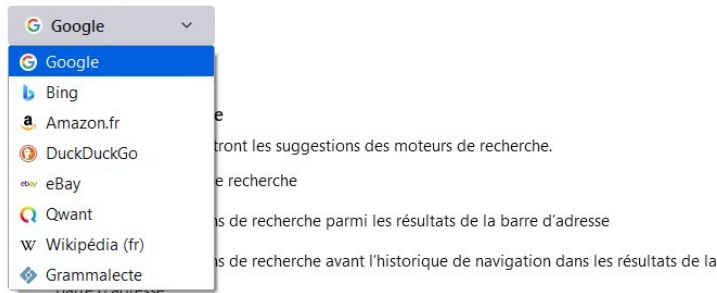 Google
Google
Bing
Amazon.fr
DuckDuckGo
eBay
Qwant
Wikipédia (fr)
Grammalecte
tront les suggestions des moteurs de recherche.
e recherche
ns de recherche parmi les résultats de la barre d'adresse
ns de recherche avant l'historique de navigation dans les résultats de la